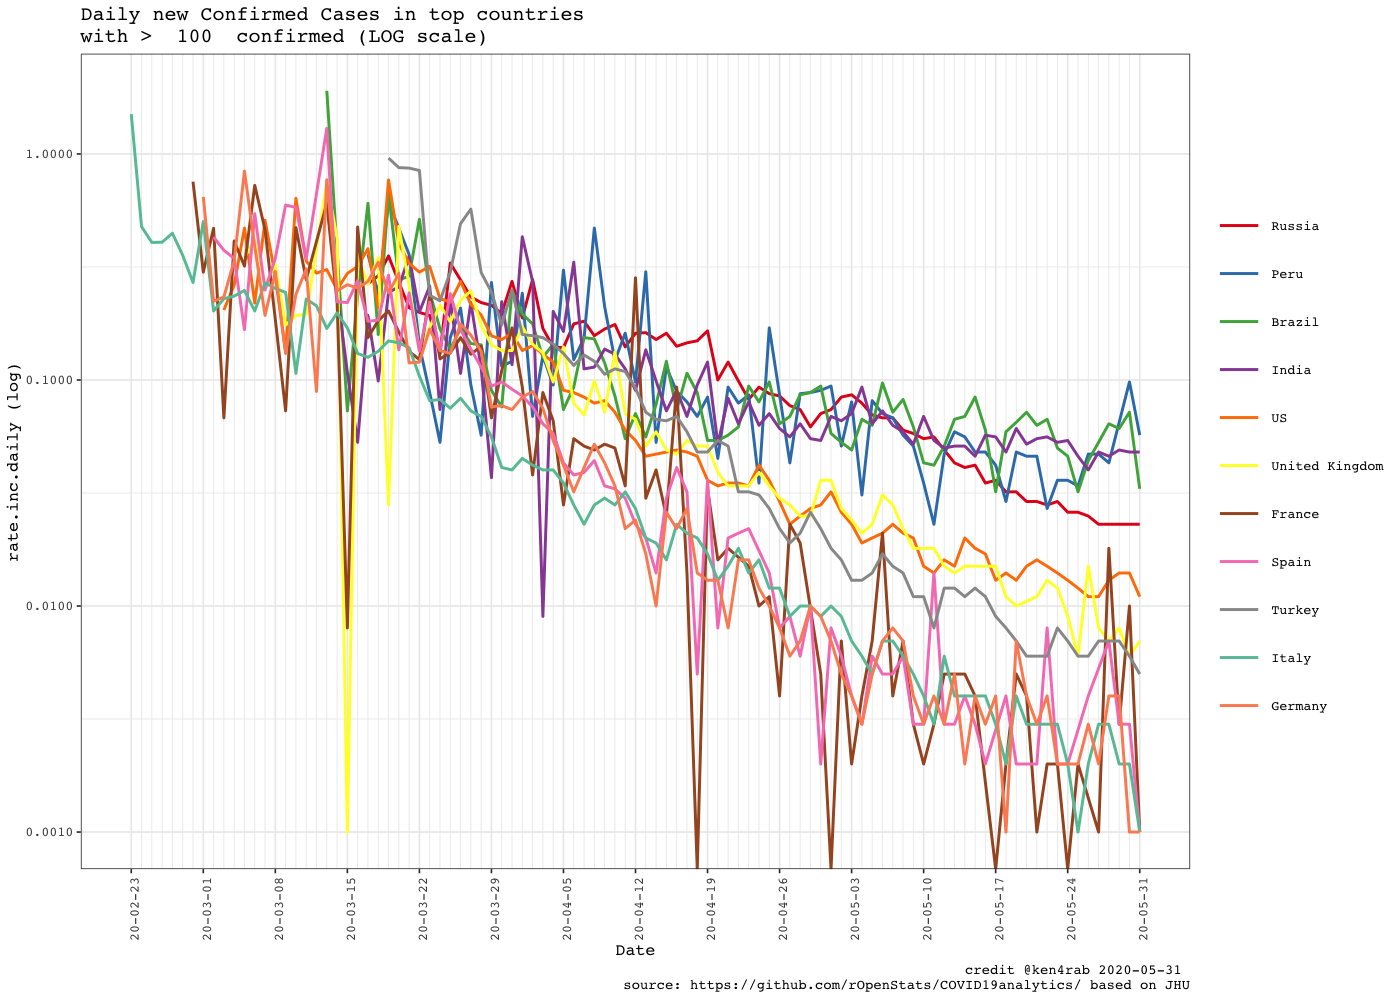 Daily new Confirmed Cases in top countries
with >  100  confirmed (LOG scale)
rate.inc.daily (log)
1.0000
0.1000
0.0100
0.0010
20-02-23
20-03-01
20-03-08
20-03-15
20-03-22
20-03-29
20-04-05
20-04-12
20-04-19
20-04-26
20-05-03
20-05-10
20-05-17
20-05-24
20-05-31
Date
Russia
Peru
Brazil
India
US
United Kingdom
France
Spain
Turkey
Italy
Germany
credit @ken4rab 2020-05-31
source: https://github.com/rOpenStats/COVID19analytics/ based on JHU